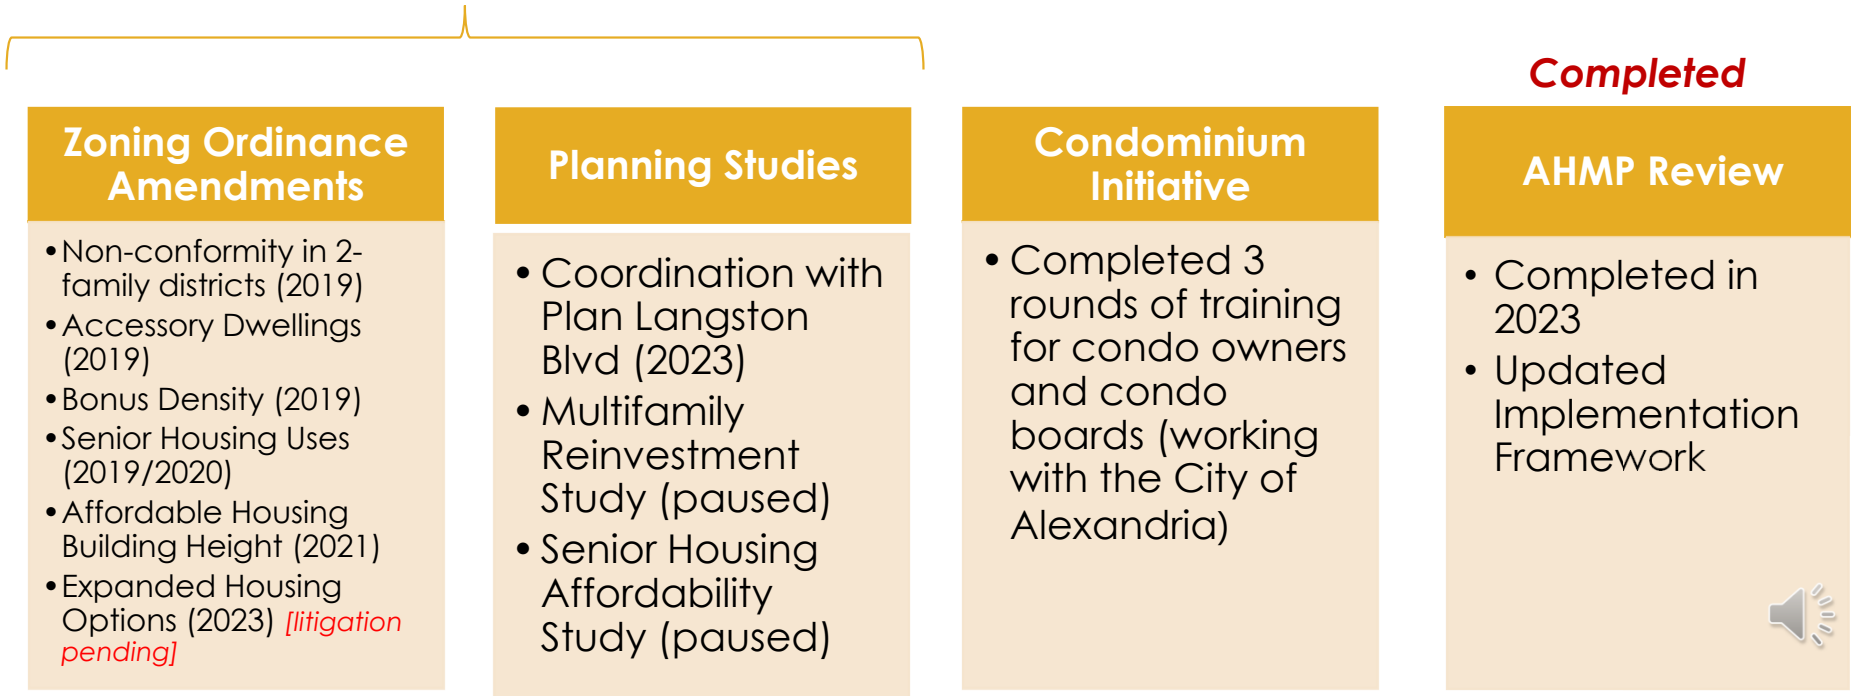 Zoning Ordinance
Amendments
•Non-conformity in 2-
family districts (2019)
•Accessory Dwellings
(2019)
•Bonus Density (2019)
•Senior Housing Uses
(2019/2020)
•Affordable Housing
Building Height (2021)
•Expanded Housing
Options (2023) [litigation
pending]
Planning Studies
• Coordination with
Plan Langston
Blvd (2023)
• Multifamily
Reinvestment
Study (paused)
• Senior Housing
Affordability
Study (paused)
Condominium
Initiative
• Completed 3
rounds of training
for condo owners
and condo
boards (working
with the City of
Alexandria)
Completed
AHMP Review
• Completed in
2023
• Updated
Implementation
Framework